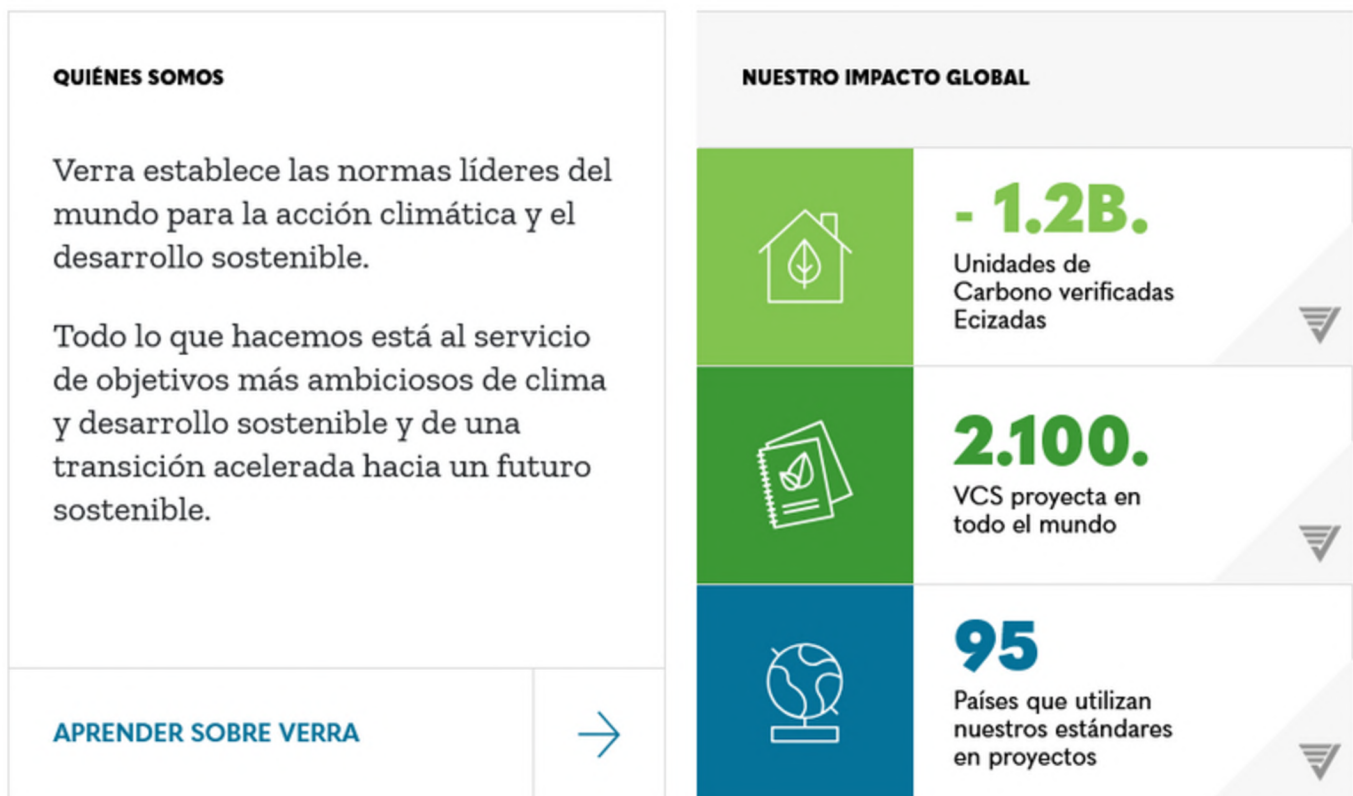 QUIÉNES SOMOS
Verra establece las normas líderes del
mundo para la acción climática y el
desarrollo sostenible.
Todo lo que hacemos está al servicio
de objetivos más ambiciosos de clima
y desarrollo sostenible y de una
transición acelerada hacia un futuro
sostenible.
APRENDER SOBRE VERRA
NUESTRO IMPACTO GLOBAL
- 1.2B.
Unidades de
Carbono verificadas
Ecizadas
2.100.
VCS proyecta en
todo el mundo
95
Países que utilizan
nuestros estándares
en proyectos